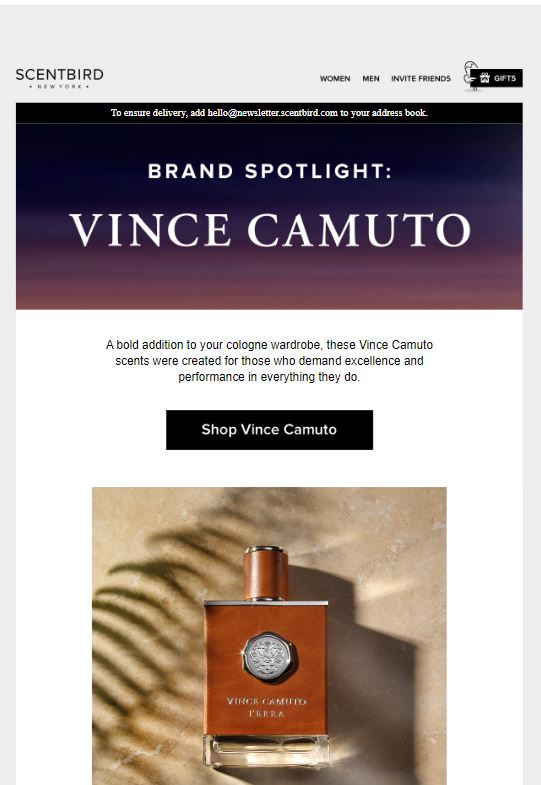 SCENTBIRD
• NEW YORK •
WOMEN MEN INVITE FRIENDS GIFTS
To ensure delivery, add hello@newsletter.scentbird.com to your address book.
BRAND SPOTLIGHT:
VINCE CAMUTO
A bold addition to your cologne wardrobe, these Vince Camuto
scents were created for those who demand excellence and
performance in everything they do.
Shop Vince Camuto
VINCE CAMUTO
TERRA